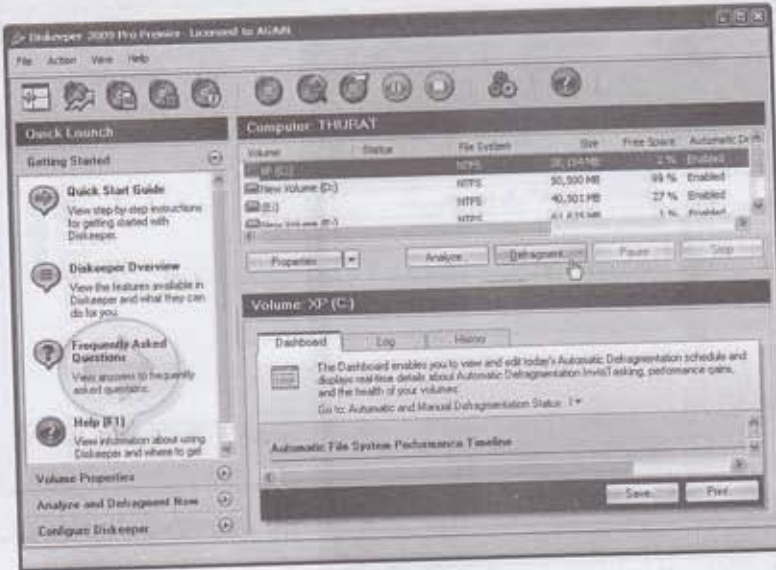 Diskeeper 2009 Pro Premier - Licensed to AGAiN
File Action View Help
Quick Launch
Getting Started
Quick Start Guide
View step-by-step instructions
for getting started with
Diskeeper.
Diskeeper Overview
View the features available in
Diskeeper and what they can
do for you.
Frequently Asked
Questions
View answers to frequently
asked questions.
Help (F1)
View information about using
Diskeeper and where to get
Volume Properties
Analyze and Defragment Now
Configure Diskeeper
Computer: THURAT
Volume Status File System Size Free Space Automatic De
XP (C:) NTFS 2 % Enabled
New Volume (D:) NTFS 50,500 MB 99 % Enabled
(E:) NTFS 40,501 MB 27 % Enabled
New Volume NTFS 1 % Enabled
Properties Analyze Defragment Pause Stop
Volume: XP (C:)
Dashboard Log History
The Dashboard enables you to view and edit today's Automatic Defragmentation schedule and
displays real-time details about Automatic Defragmentation InvisiTasking, performance gains,
and the health of your volumes.
Go to: Automatic and Manual Defragmentation Status
Automatic File System Performance Timeline
Save Print